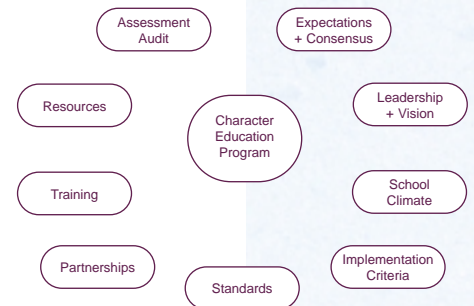 Assessment
Audit
Expectations
+ Consensus
Resources
Leadership
+ Vision
Character
Education
Program
Training
School
Climate
Partnerships
Implementation
Criteria
Standards